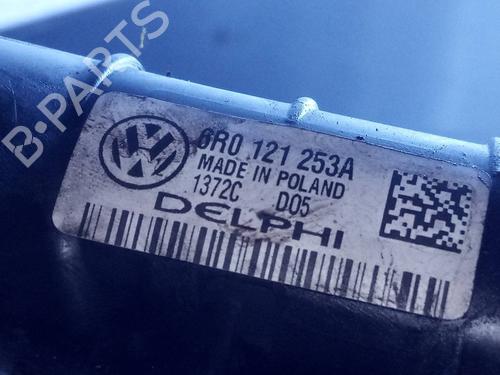 B-PARTS
6R0 121 253A
MADE IN POLAND
1372C D05
DELPHI